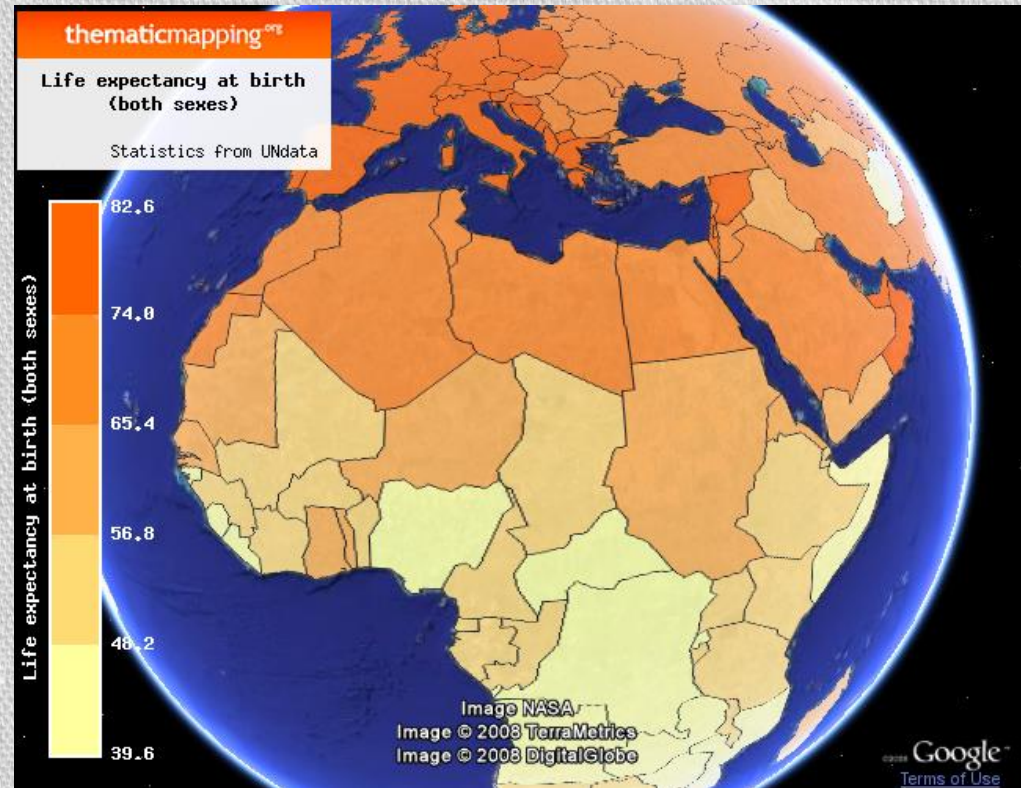 thematicmapping.org
Life expectancy at birth
(both sexes)
Statistics from UNdata
Life expectancy at birth (both sexes)
82.6
74.0
65.4
56.8
48.2
39.6
Image NASA
Image © 2008 TerraMetrics
Image © 2008 DigitalGlobe
©2008 Google
Terms of Use